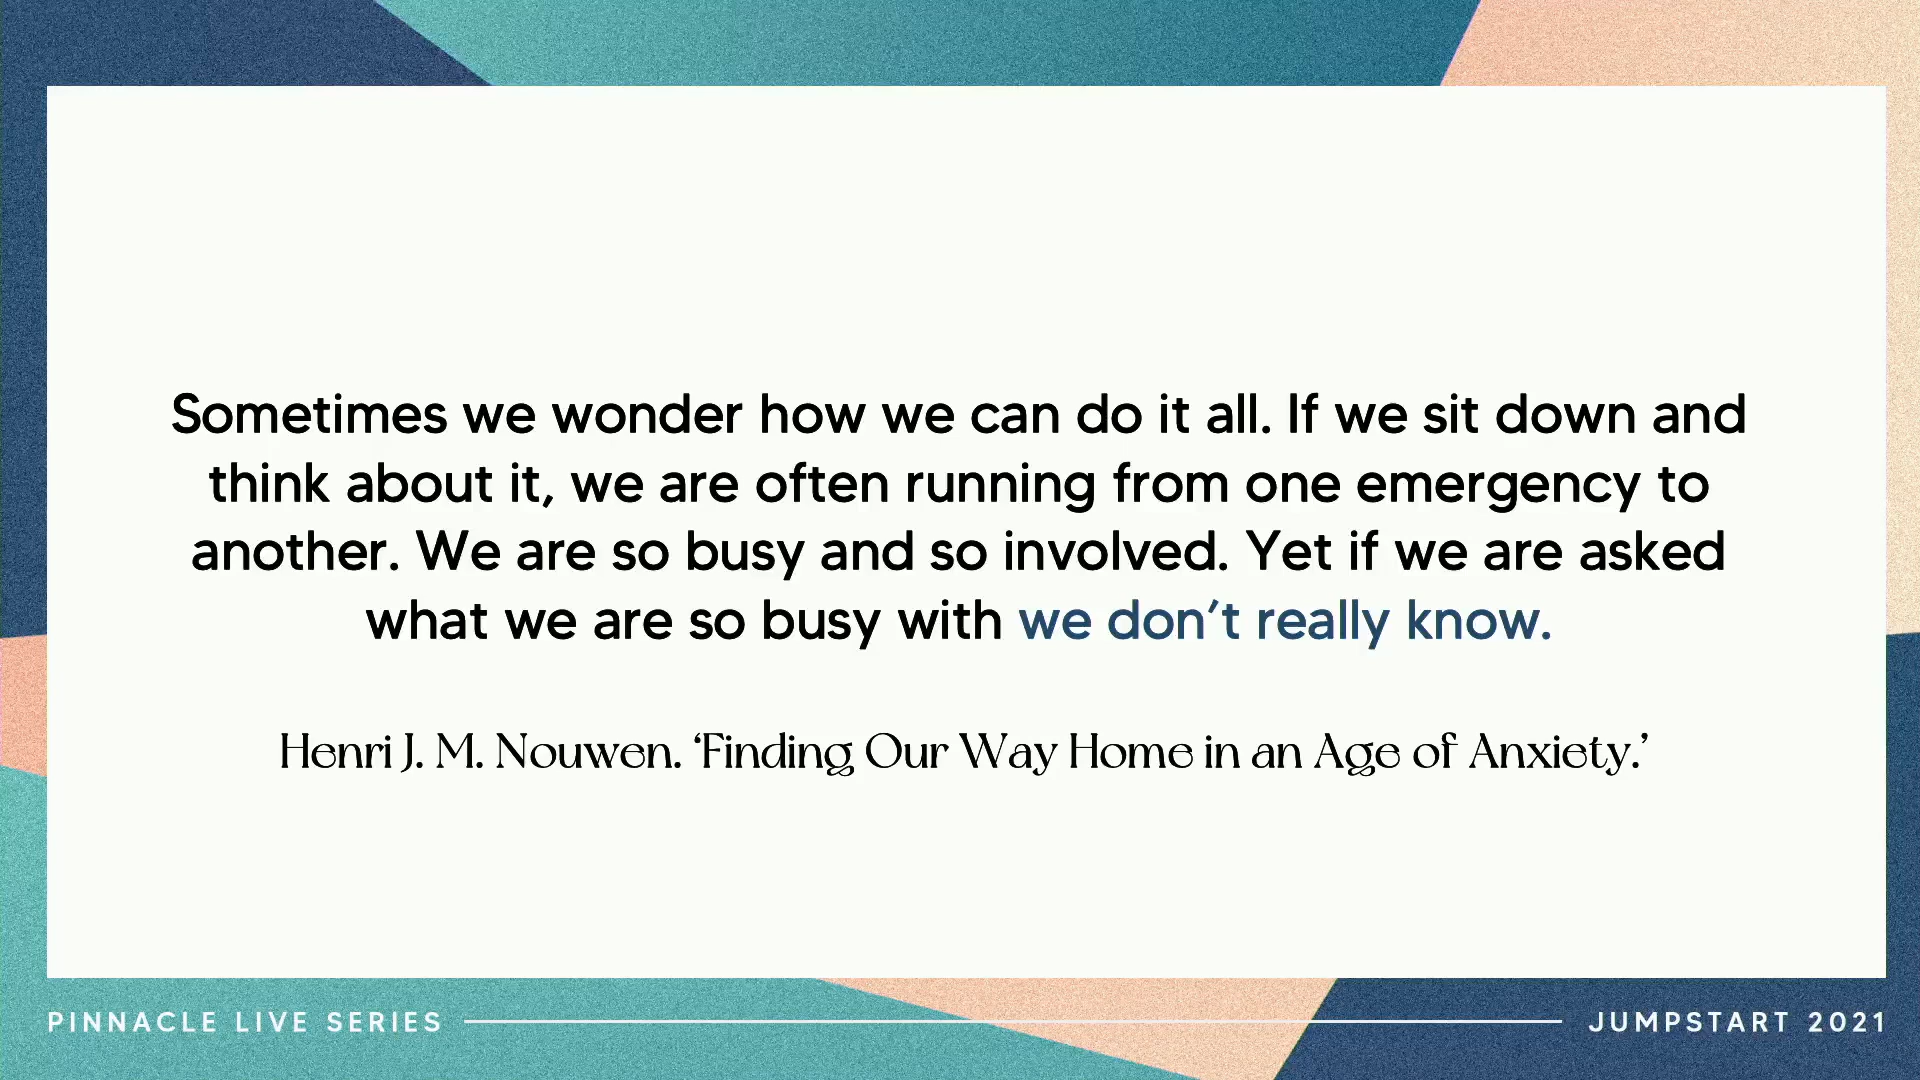 Sometimes we wonder how we can do it all. If we sit down and
think about it, we are often running from one emergency to
another. We are so busy and so involved. Yet if we are asked
what we are so busy with we don’t really know.
Henri J. M. Nouwen. ‘Finding Our Way Home in an Age of Anxiety.’
PINNACLE LIVE SERIES
JUMPSTART 2021